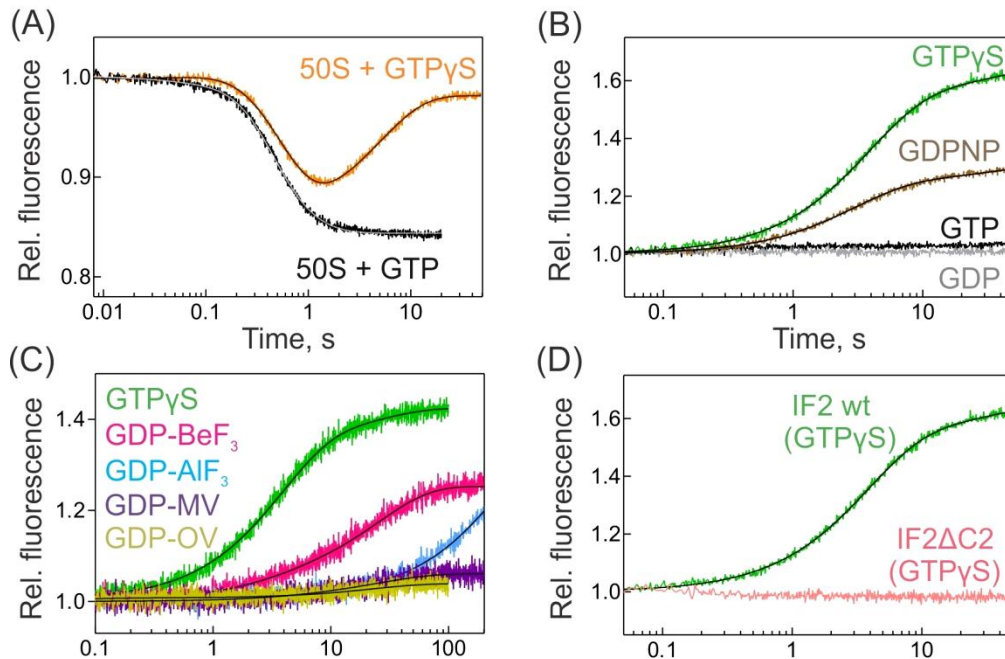 (A)
Rel. fluorescence
1.0
0.9
0.8
50S + GTPγS
50S + GTP
0.01
0.1
1
10
Time, s
(B)
Rel. fluorescence
1.6
1.4
1.2
1.0
GTPγS
GDPNP
GTP
GDP
0.1
1
10
Time, s
(C)
Rel. fluorescence
1.4
1.2
1.0
GTPγS
GDP-BeF₃
GDP-AlF₃
GDP-MV
GDP-OV
0.1
1
10
100
(D)
Rel. fluorescence
1.6
1.4
1.2
1.0
IF2 wt
(GTPγS)
IF2ΔC2
(GTPγS)
0.1
1
10